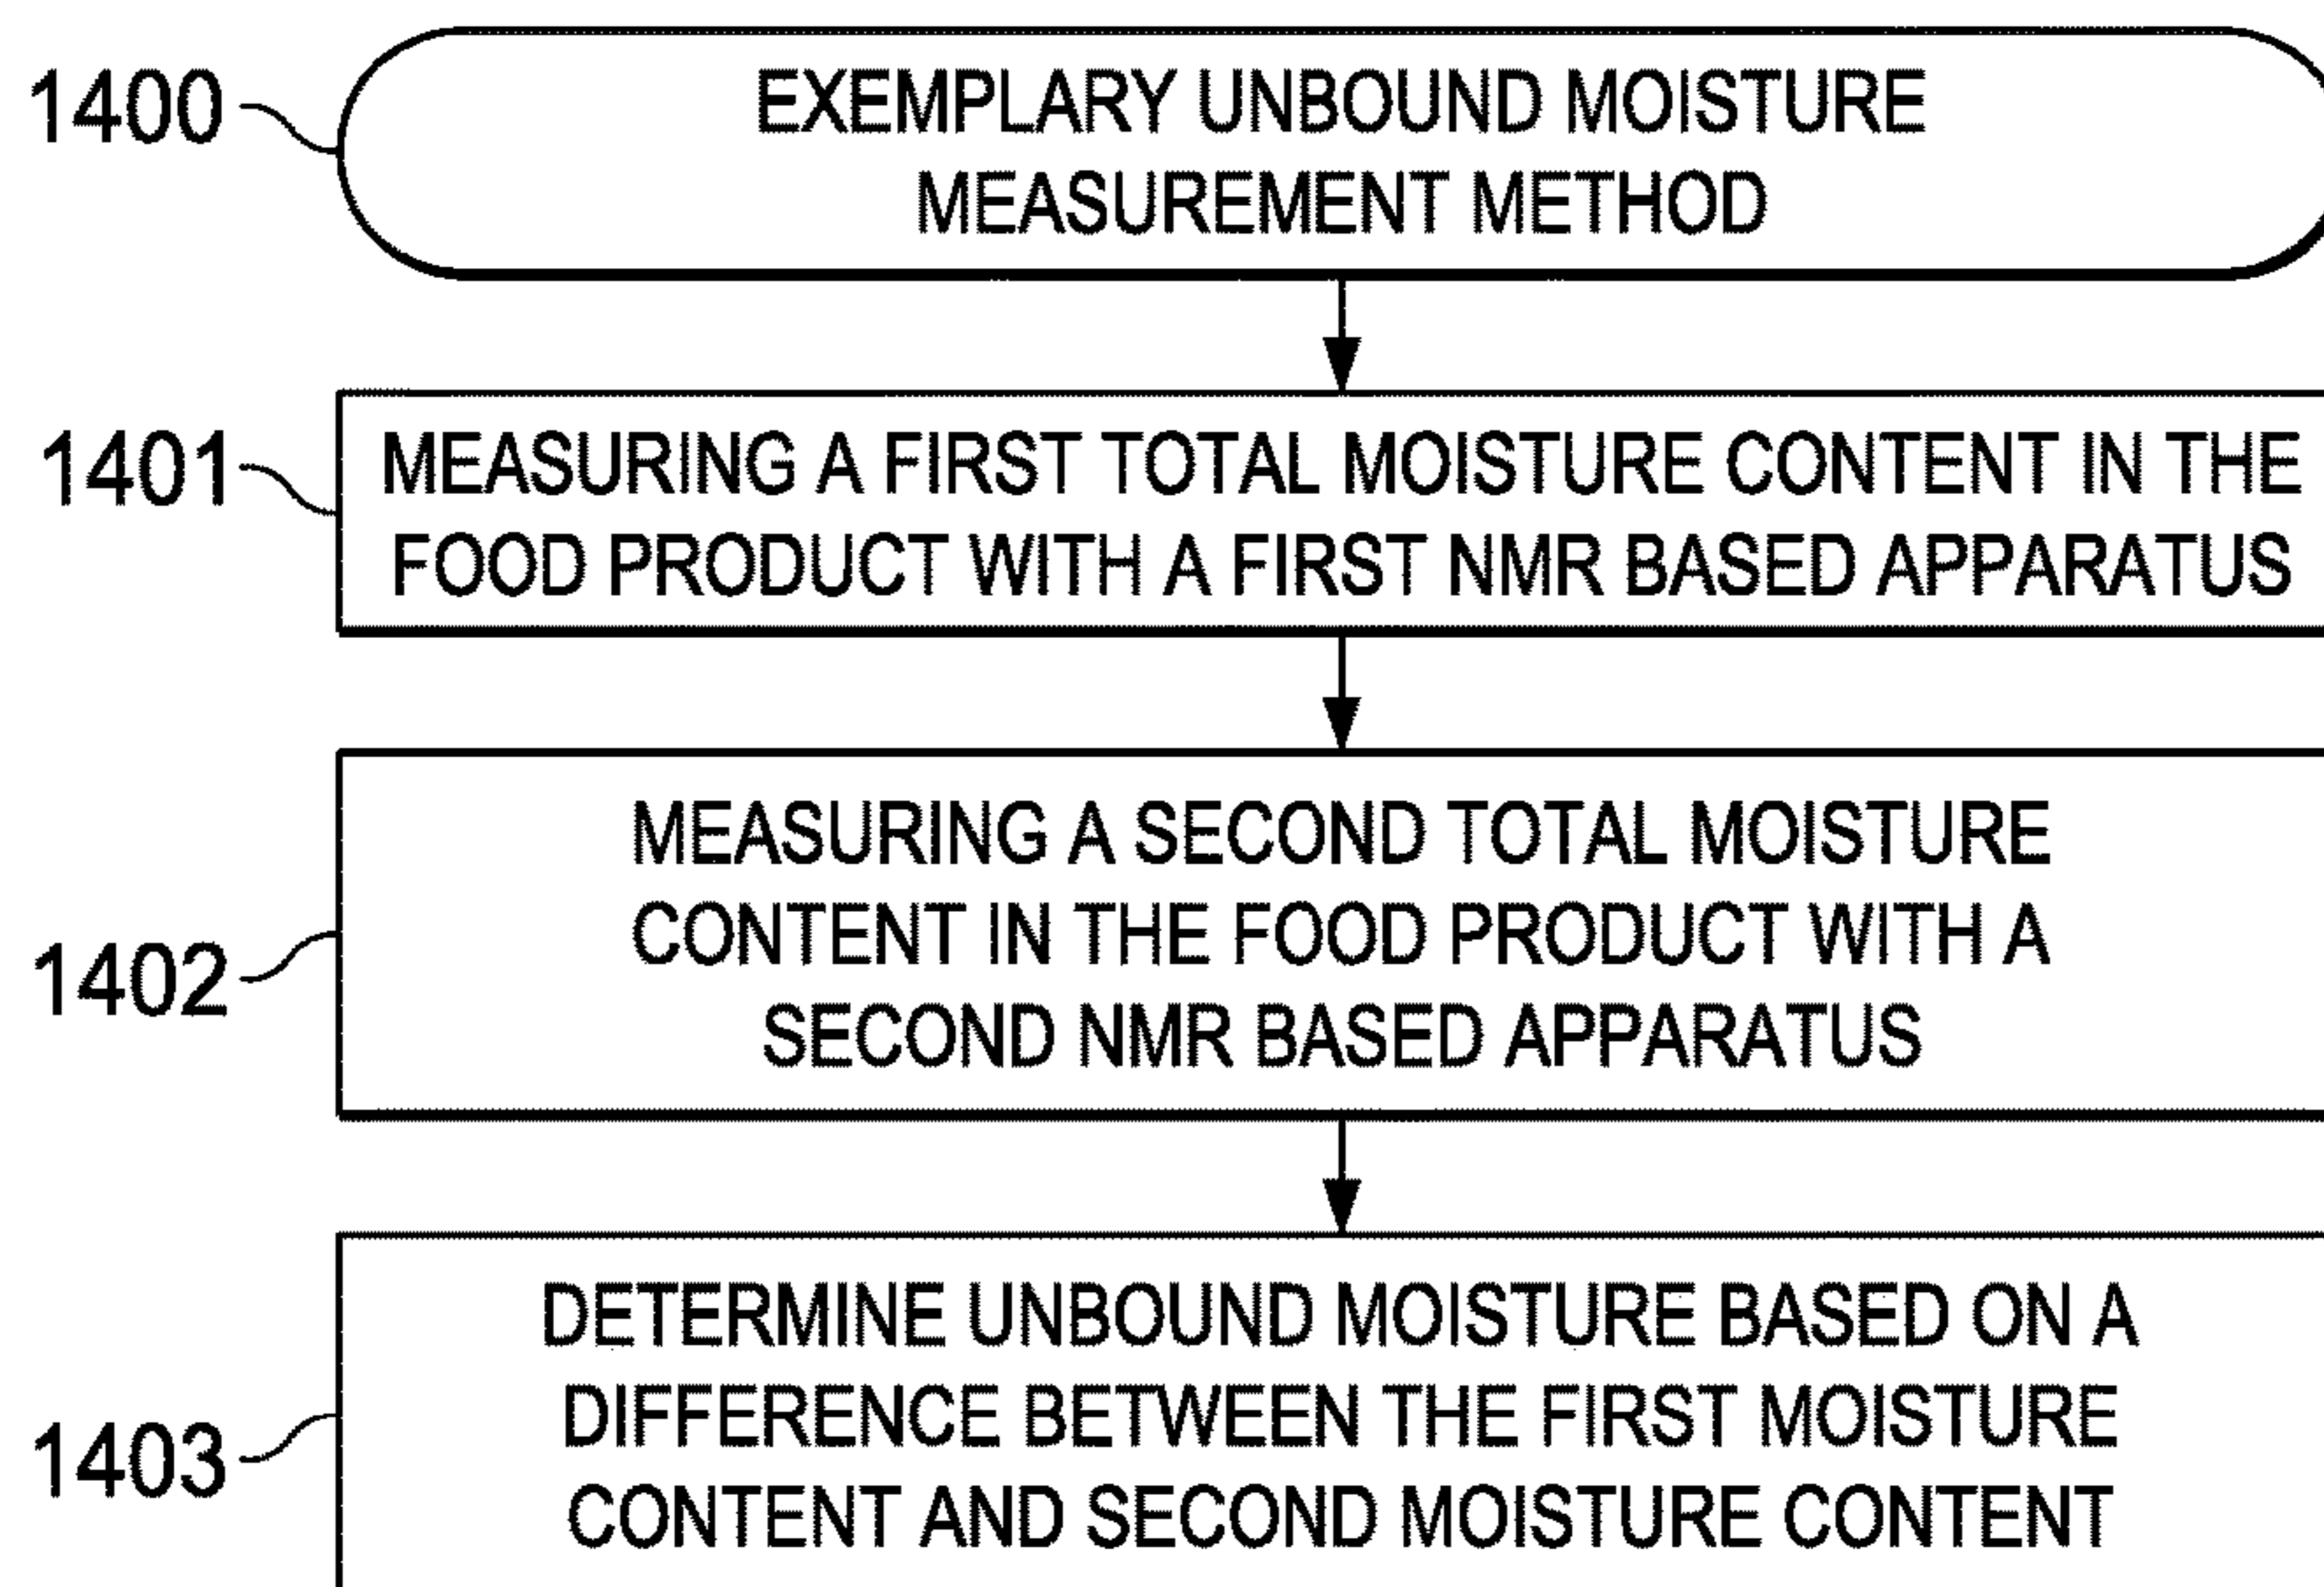 1400
EXEMPLARY UNBOUND MOISTURE
MEASUREMENT METHOD
1401
MEASURING A FIRST TOTAL MOISTURE CONTENT IN THE
FOOD PRODUCT WITH A FIRST NMR BASED APPARATUS
1402
MEASURING A SECOND TOTAL MOISTURE
CONTENT IN THE FOOD PRODUCT WITH A
SECOND NMR BASED APPARATUS
1403
DETERMINE UNBOUND MOISTURE BASED ON A
DIFFERENCE BETWEEN THE FIRST MOISTURE
CONTENT AND SECOND MOISTURE CONTENT